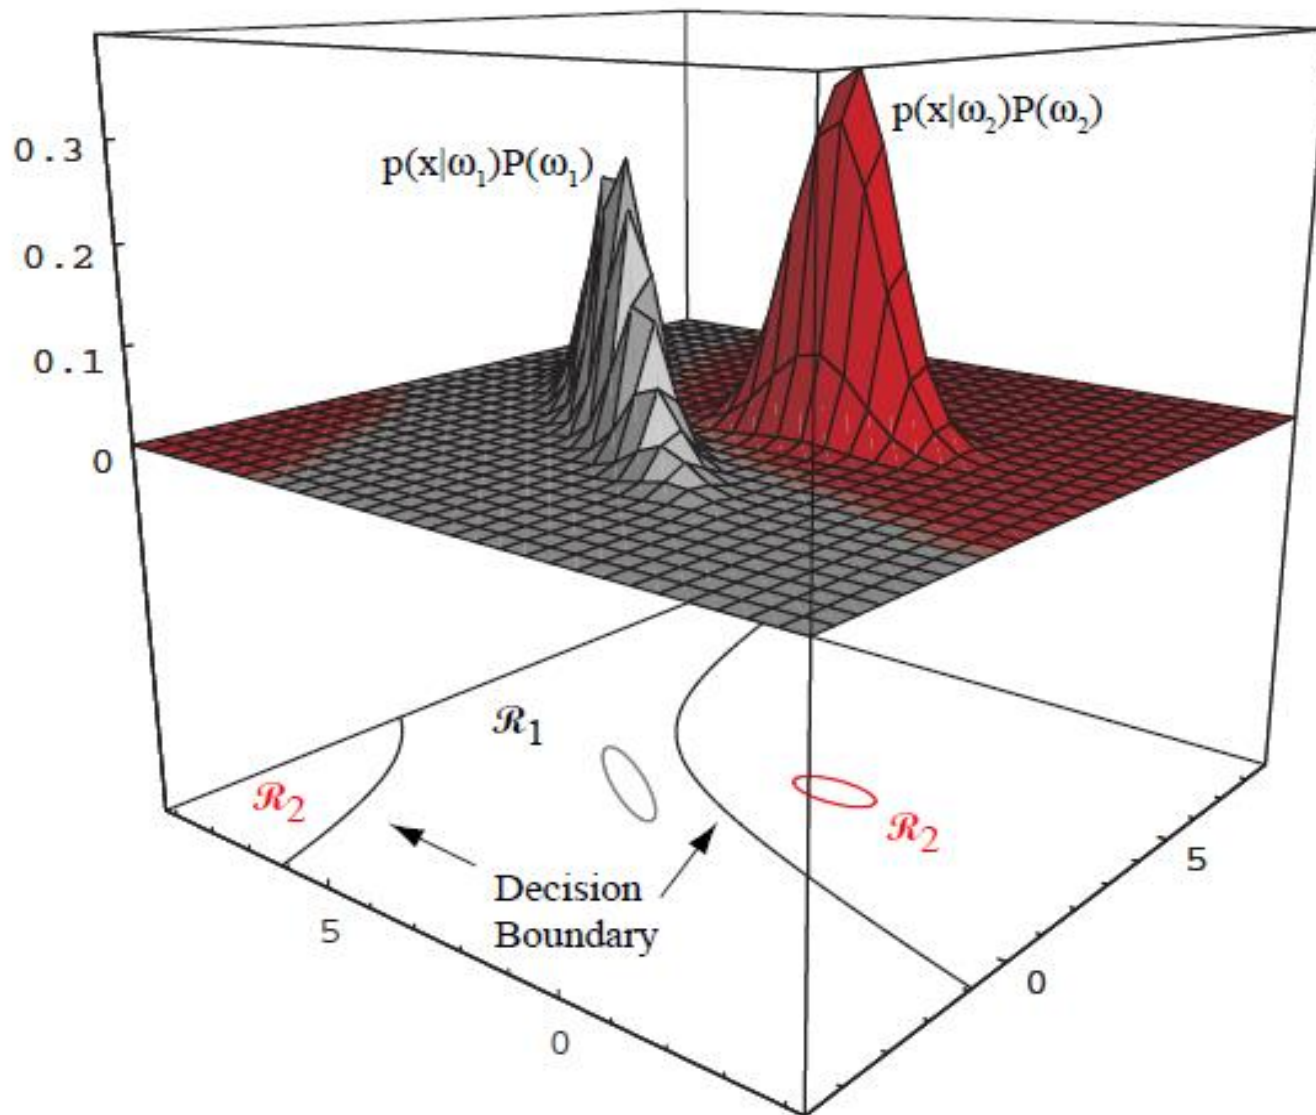 p(x|ω₂)P(ω₂)
p(x|ω₁)P(ω₁)
0.3
0.2
0.1
0
ℛ₁
ℛ₂
ℛ₂
Decision
Boundary
5
0
5
0